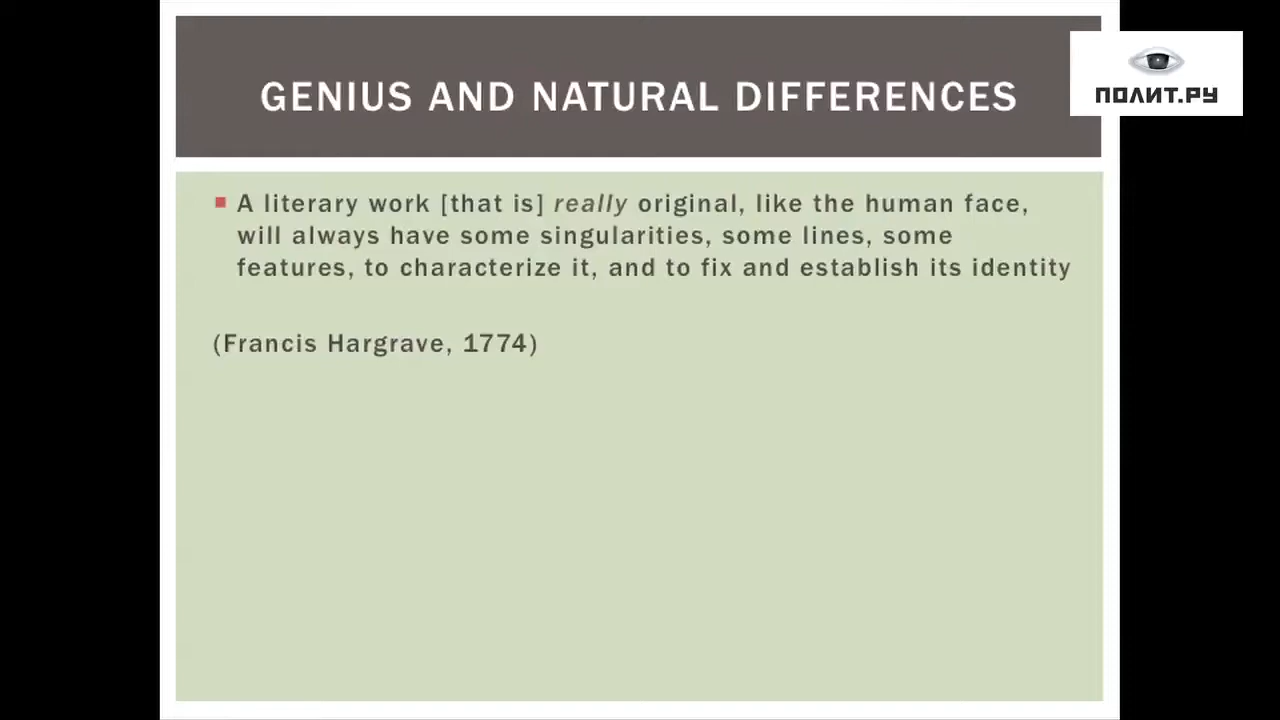 GENIUS AND NATURAL DIFFERENCES
ПОЛИТ.РУ
A literary work [that is] really original, like the human face,
will always have some singularities, some lines, some
features, to characterize it, and to fix and establish its identity
(Francis Hargrave, 1774)